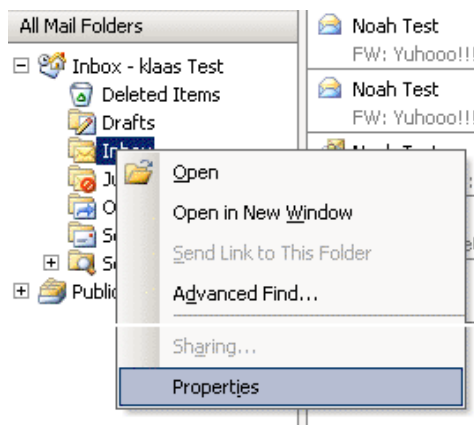 All Mail Folders
Inbox - klaas Test
Deleted Items
Drafts
Public
Open
Open in New Window
Send Link to This Folder
Advanced Find...
Sharing...
Properties
Noah Test
FW: Yuhooo!!!
Noah Test
FW: Yuhooo!!!